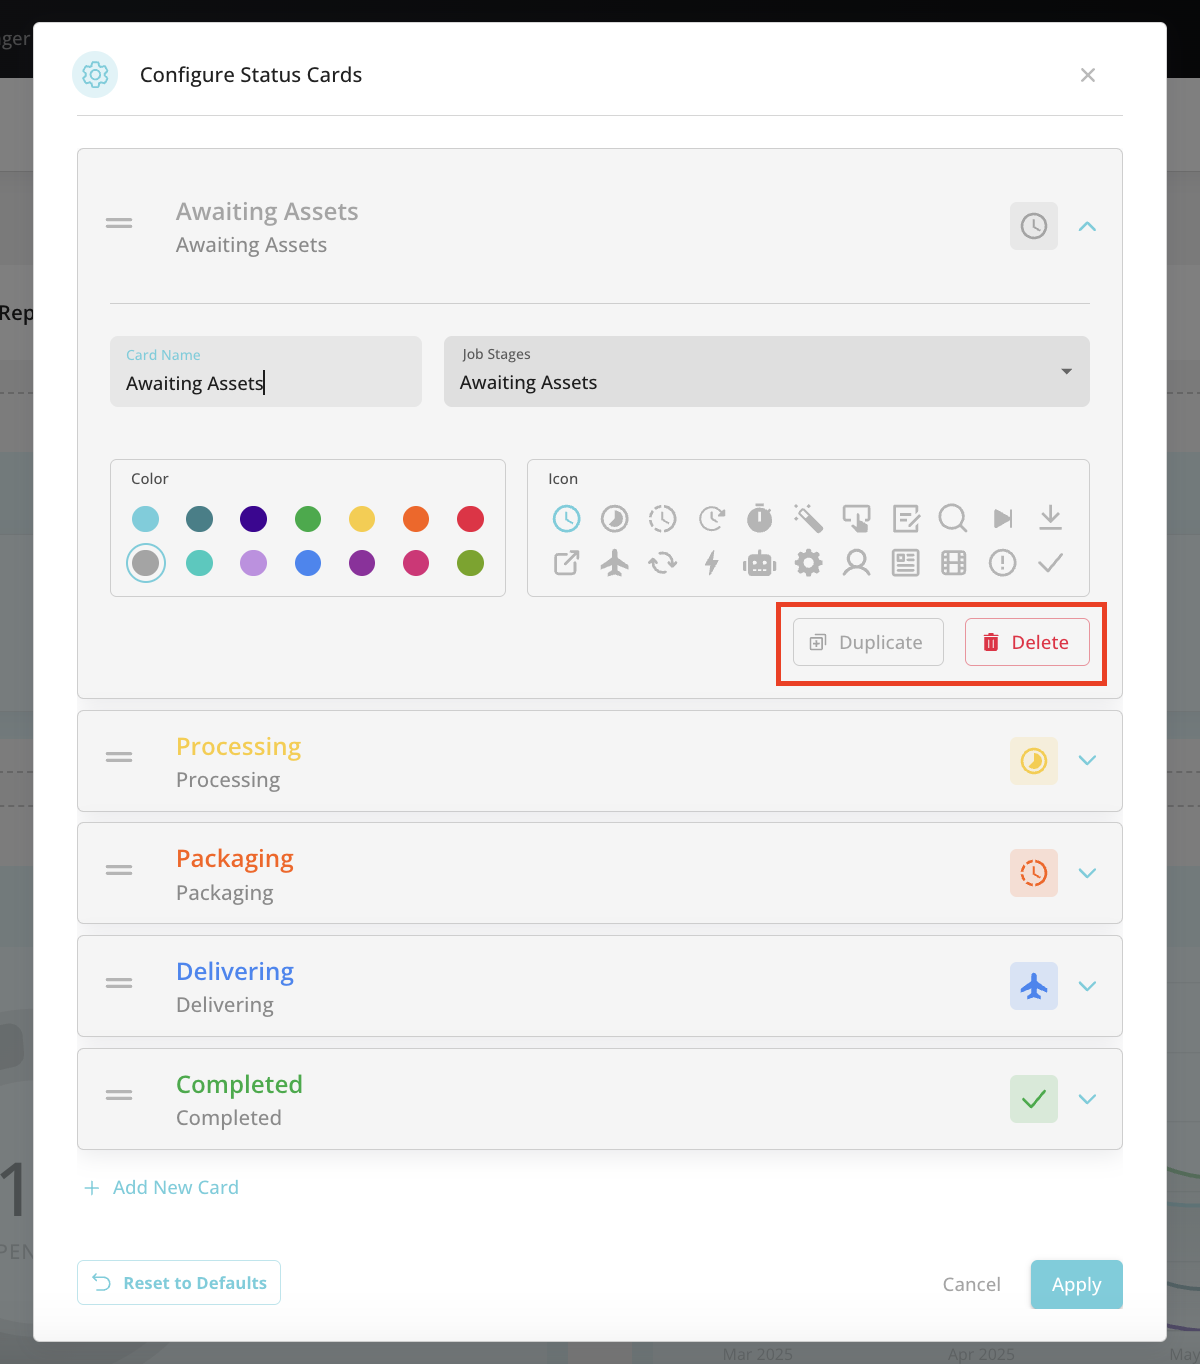 ger
Configure Status Cards
Rep
Awaiting Assets
Awaiting Assets
Card Name
Awaiting Assets
Job Stages
Awaiting Assets
Color
Icon
Duplicate
Delete
Processing
Processing
Packaging
Packaging
Delivering
Delivering
Completed
Completed
1
PEN
Add New Card
Reset to Defaults
Cancel
Apply
Mar 2025
Apr 2025
May